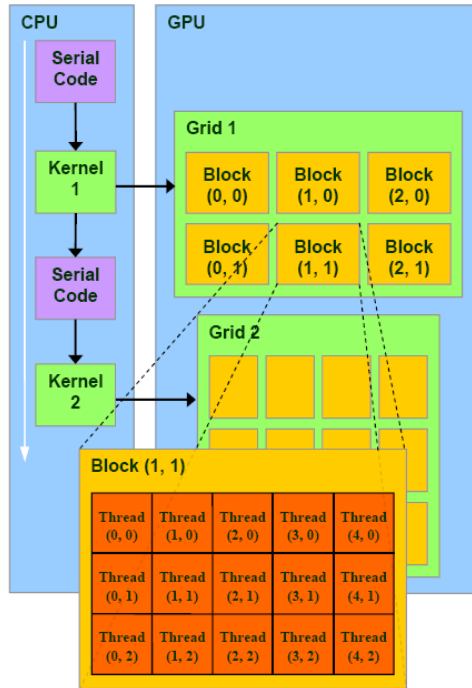 CPU
GPU
Serial
Code
Grid 1
Kernel
1
Block
(0, 0)
Block
(1, 0)
Block
(2, 0)
Block
(0, 1)
Block
(1, 1)
Block
(2, 1)
Serial
Code
Grid 2
Kernel
2
Block (1, 1)
Thread
(0, 0)
Thread
(1, 0)
Thread
(2, 0)
Thread
(3, 0)
Thread
(4, 0)
Thread
(0, 1)
Thread
(1, 1)
Thread
(2, 1)
Thread
(3, 1)
Thread
(4, 1)
Thread
(0, 2)
Thread
(1, 2)
Thread
(2, 2)
Thread
(3, 2)
Thread
(4, 2)